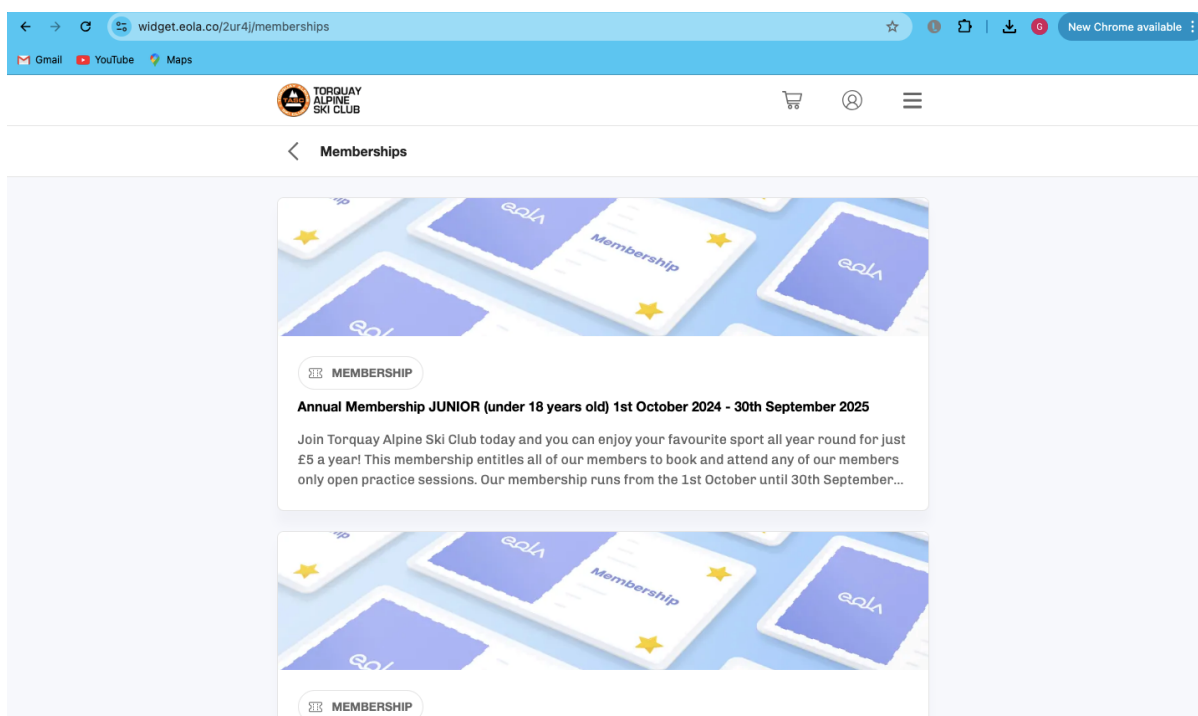 widget.eola.co/2ur4j/memberships
G
New Chrome available
Gmail
YouTube
Maps
TASC
TORQUAY
ALPINE
SKI CLUB
Memberships
eola
Membership
eola
MEMBERSHIP
Annual Membership JUNIOR (under 18 years old) 1st October 2024 - 30th September 2025
Join Torquay Alpine Ski Club today and you can enjoy your favourite sport all year round for just
£5 a year! This membership entitles all of our members to book and attend any of our members
only open practice sessions. Our membership runs from the 1st October until 30th September...
eola
Membership
eola
MEMBERSHIP